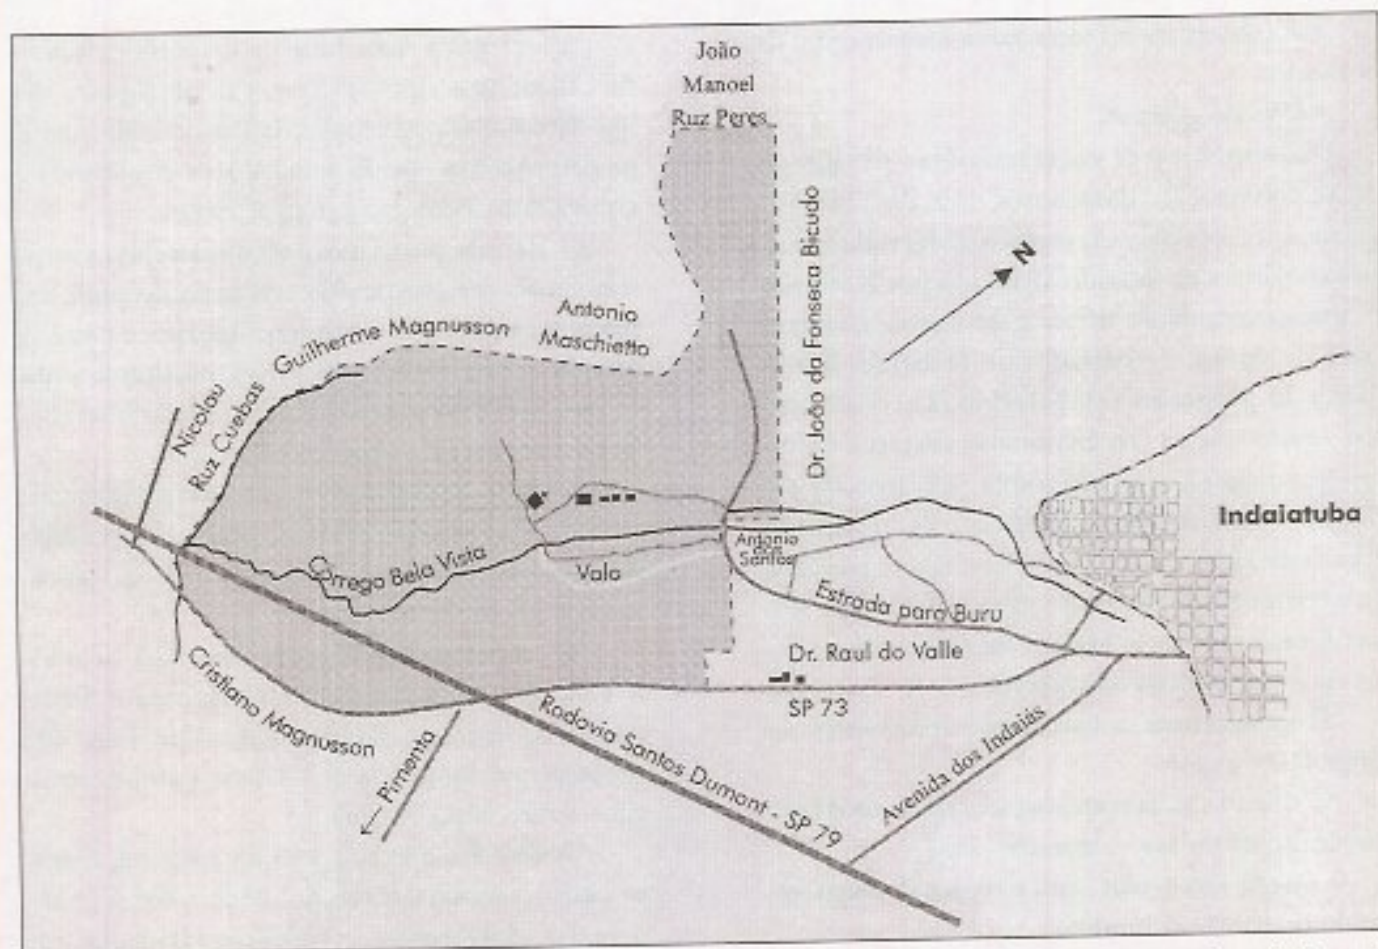 João
Manoel
Ruz Peres
Dr. João da Fonseca Bicudo
N
Antonio
Maschietto
Guilherme Magnusson
Nicolau
Ruz Cuebas
Indaiatuba
Antonio
dos
Santos
Córrego Bela Vista
Valo
Estrada para Buru
Dr. Raul do Valle
SP 73
Cristiano Magnusson
← Pimenta
Rodovia Santos Dumont - SP 79
Avenida dos Indaiás